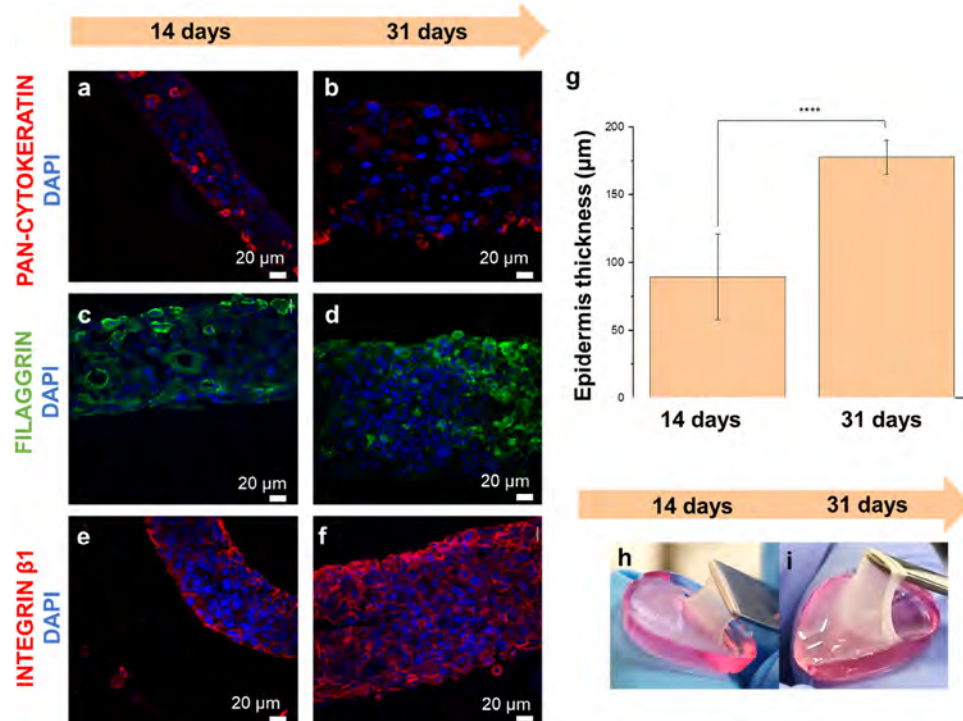 14 days 31 days
PAN-CYTOKERATIN
DAPI
a
20 µm
b
20 µm
FILAGGRIN
DAPI
c
20 µm
d
20 µm
INTEGRIN β1
DAPI
e
20 µm
f
20 µm
g
****
Epidermis thickness (µm)
200
150
100
50
0
14 days 31 days
14 days 31 days
h
i